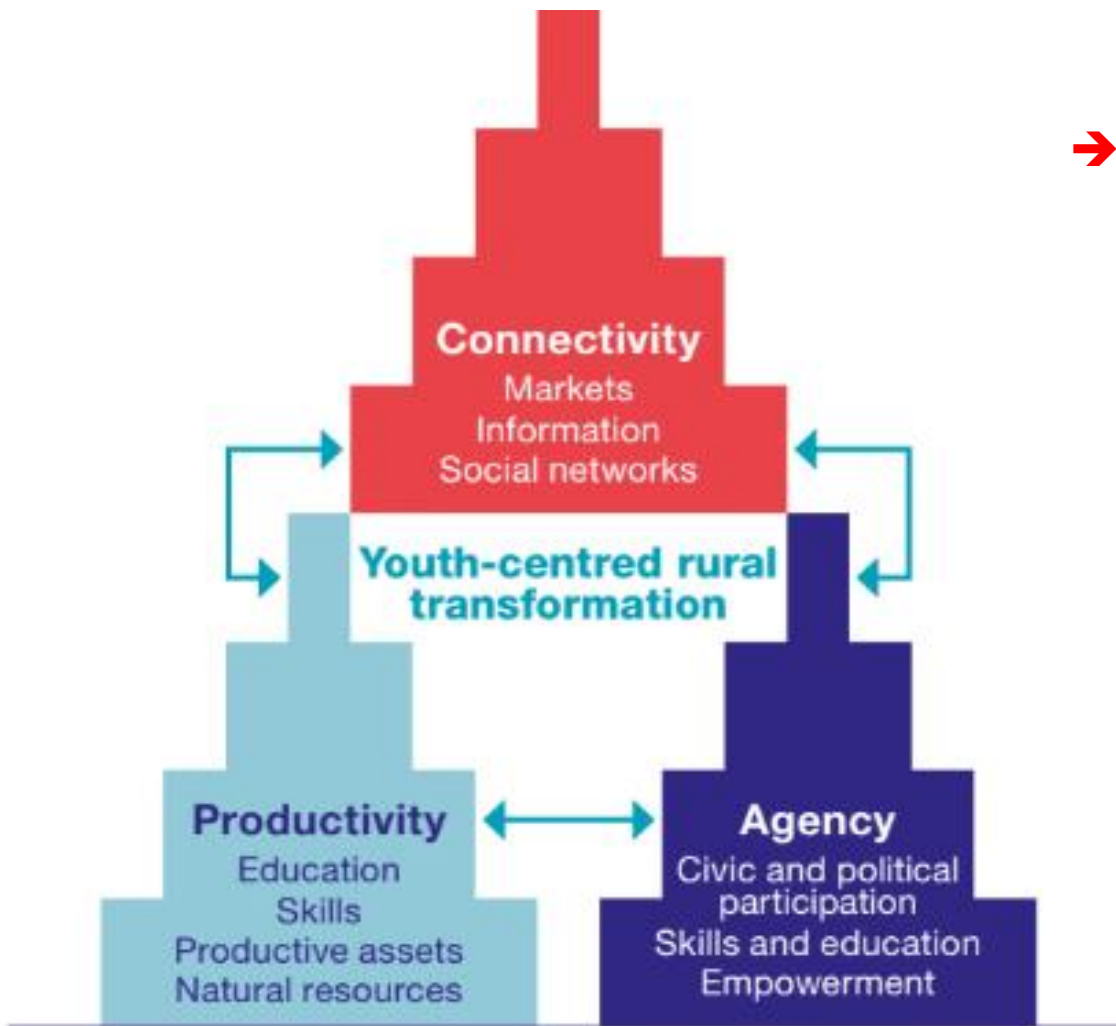 Connectivity
Markets
Information
Social networks
Youth-centred rural
transformation
Productivity
Education
Skills
Productive assets
Natural resources
Agency
Civic and political
participation
Skills and education
Empowerment